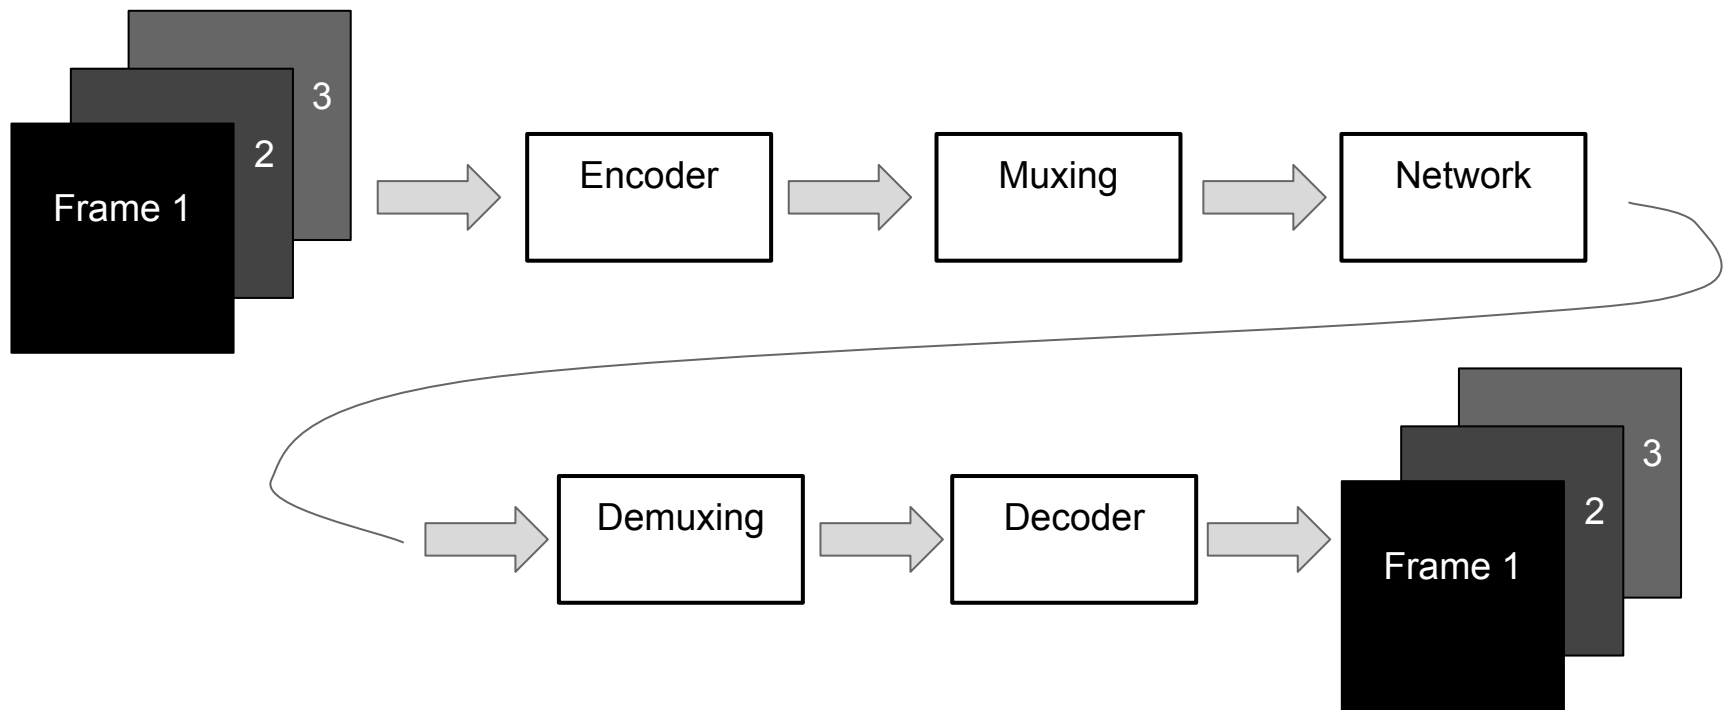 3
2
Frame 1
Encoder
Muxing
Network
Demuxing
Decoder
3
2
Frame 1